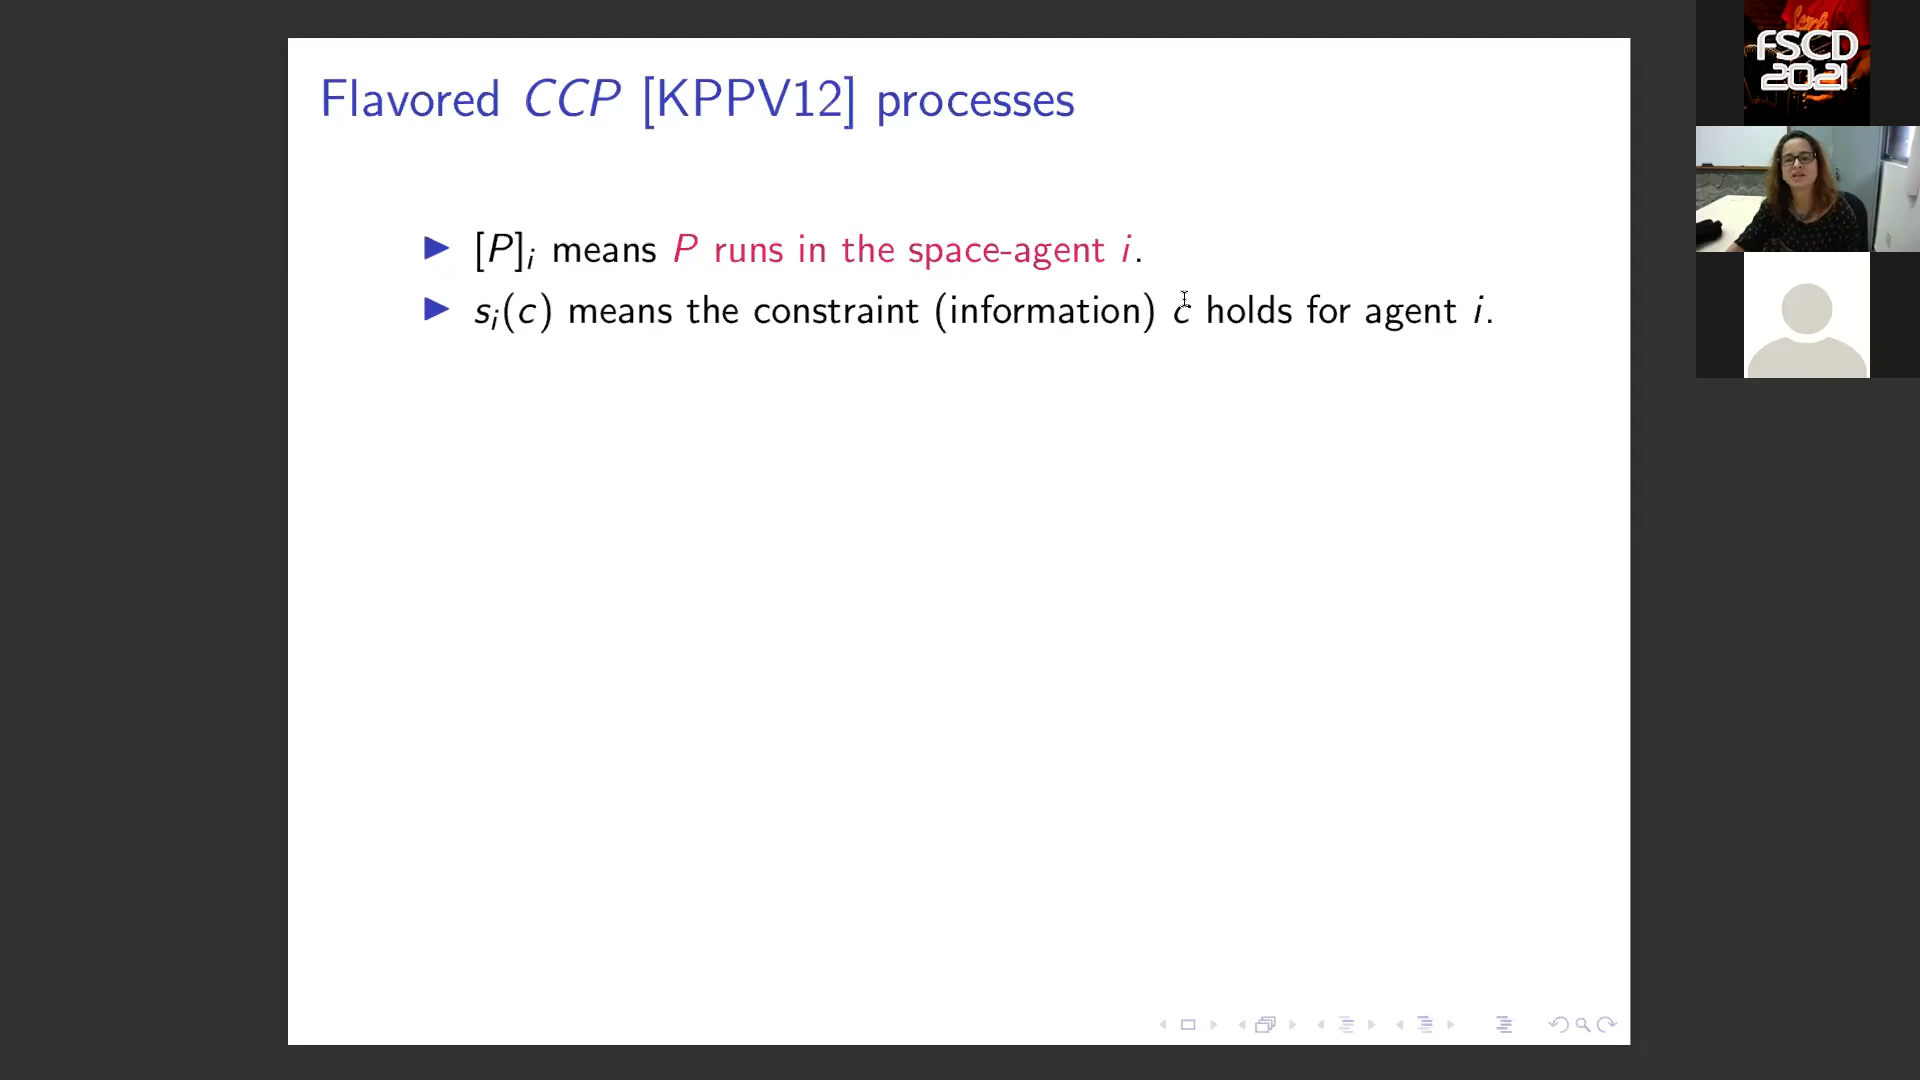 Flavored CCP [KPPV12] processes
▶ [P]ᵢ means P runs in the space-agent i.
▶ sᵢ(c) means the constraint (information) c holds for agent i.
FSCD
2021